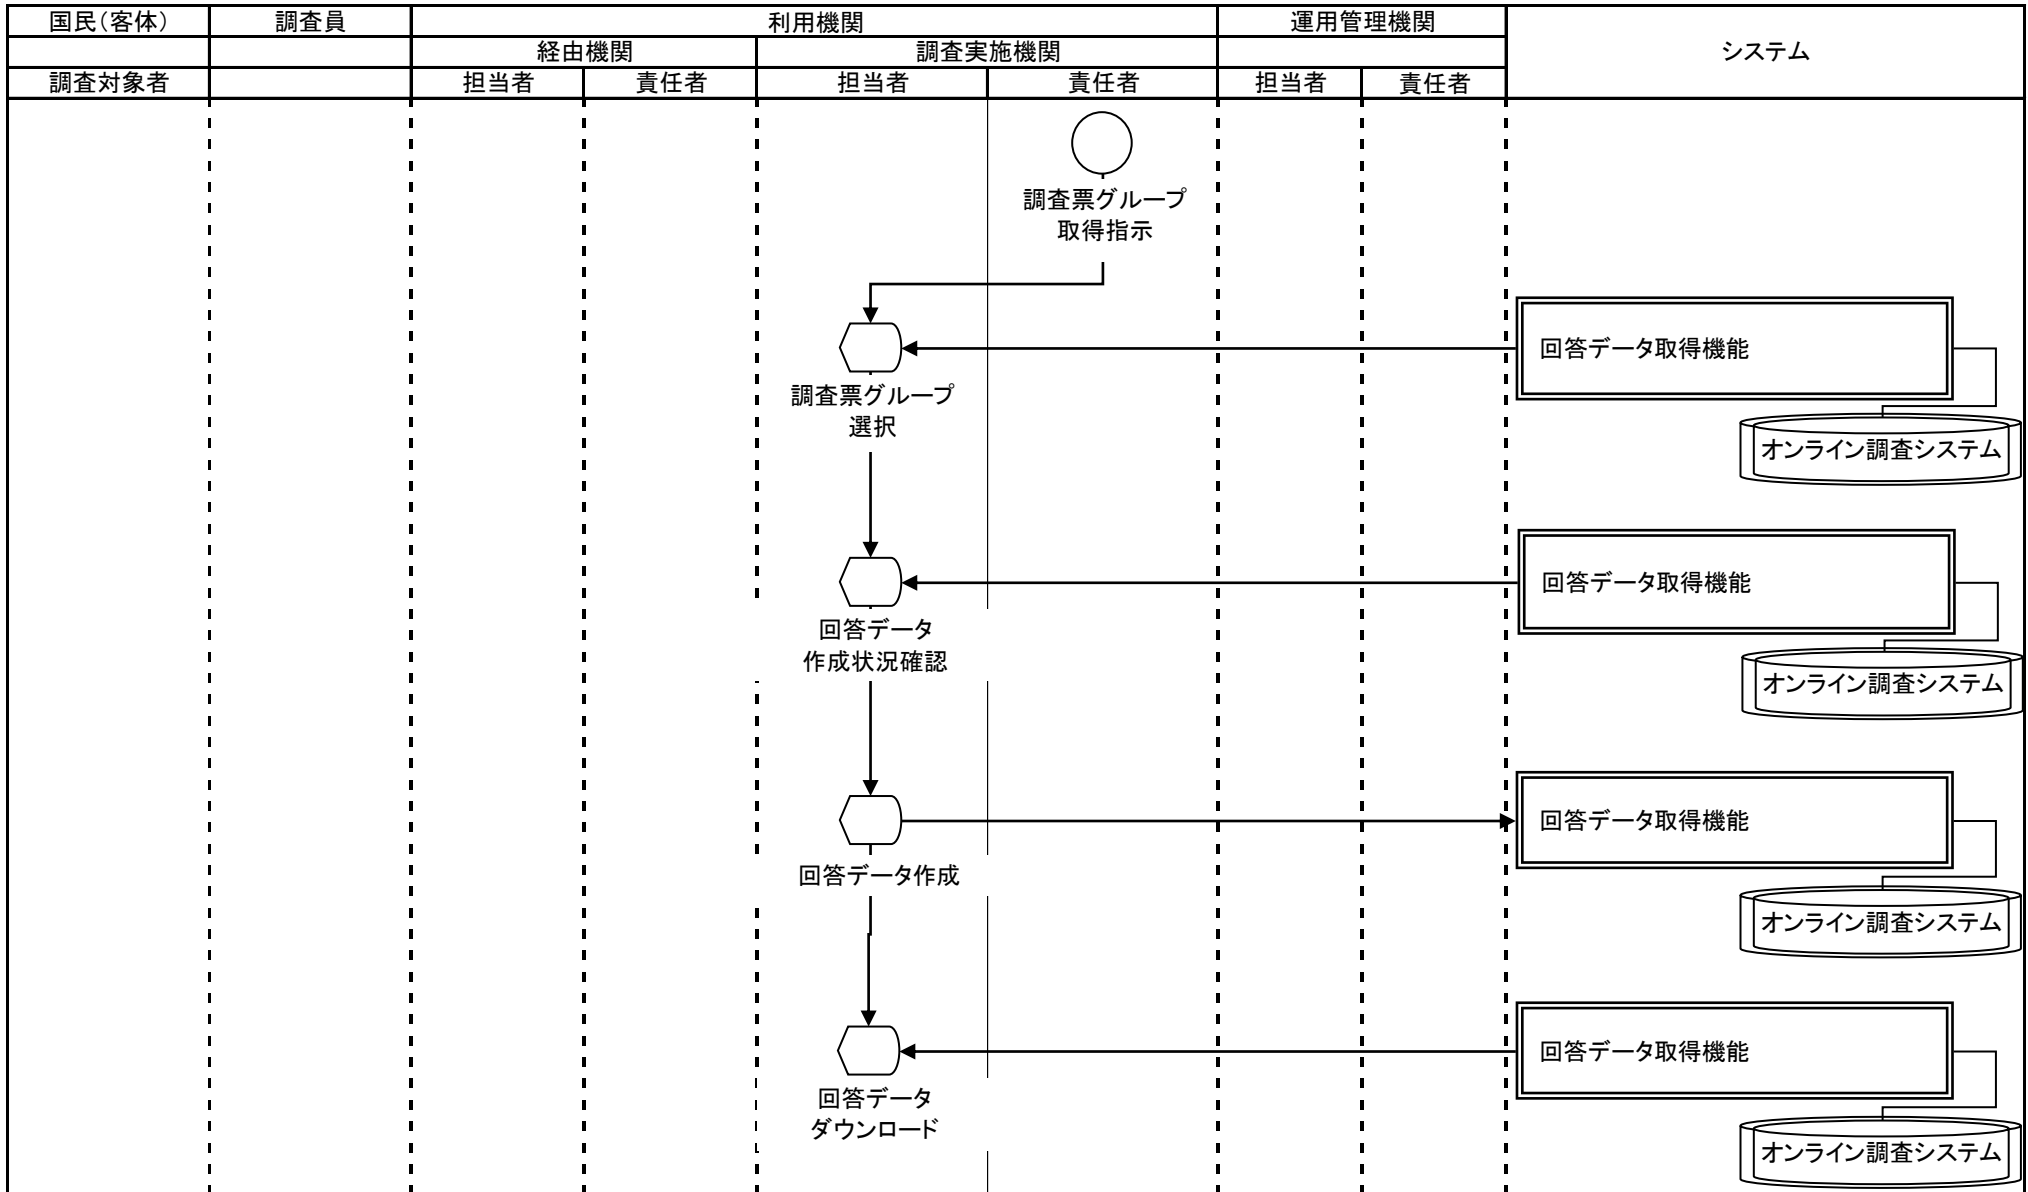 国民(客体)
調査員
利用機関
運用管理機関
システム
経由機関
調査実施機関
調査対象者
担当者
責任者
担当者
責任者
担当者
責任者
調査票グループ
取得指示
回答データ取得機能
調査票グループ
選択
オンライン調査システム
回答データ取得機能
回答データ
作成状況確認
オンライン調査システム
回答データ取得機能
回答データ作成
オンライン調査システム
回答データ取得機能
回答データ
ダウンロード
オンライン調査システム